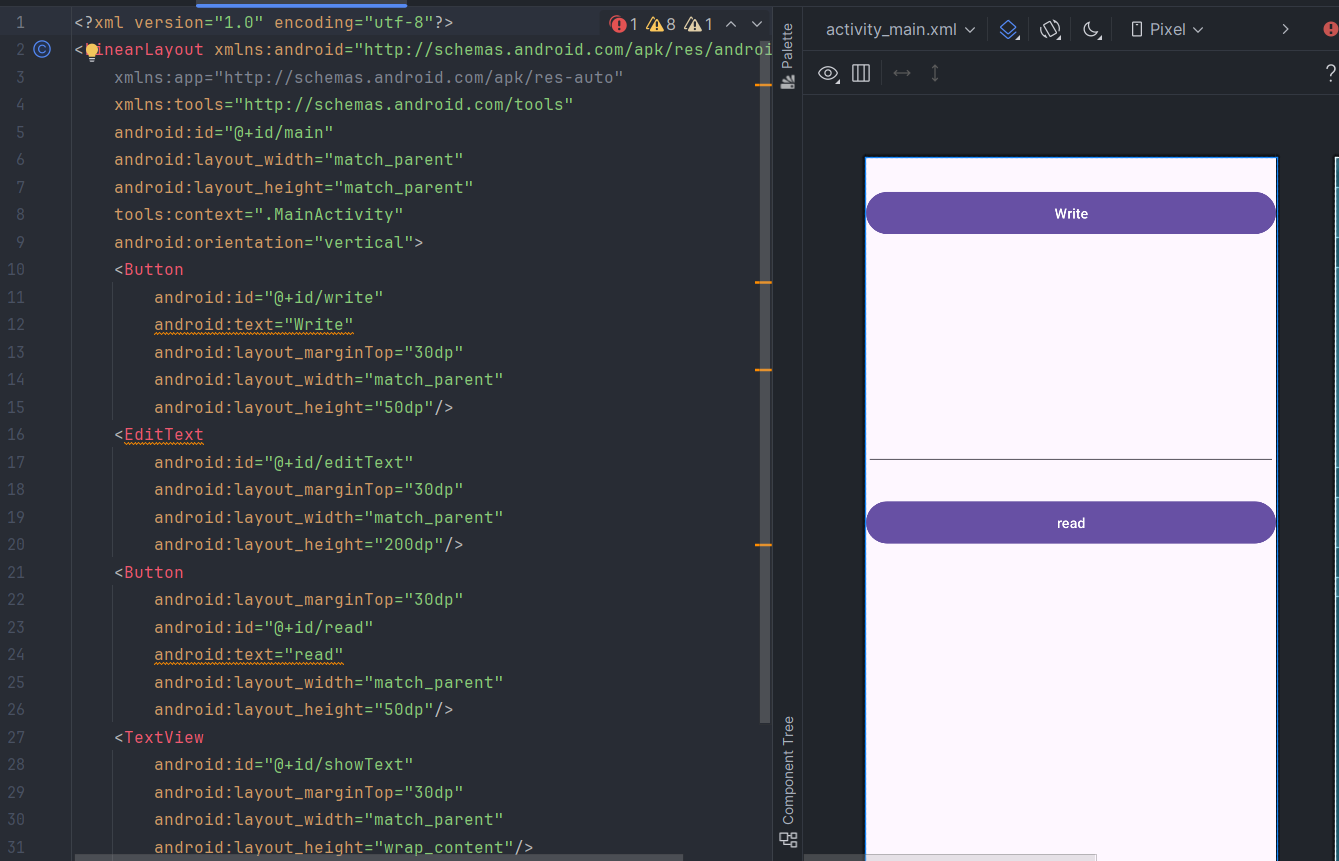 1 <?xml version="1.0" encoding="utf-8"?>
1 8 1
2 <LinearLayout xmlns:android="http://schemas.android.com/apk/res/androi
3 xmlns:app="http://schemas.android.com/apk/res-auto"
4 xmlns:tools="http://schemas.android.com/tools"
5 android:id="@+id/main"
6 android:layout_width="match_parent"
7 android:layout_height="match_parent"
8 tools:context=".MainActivity"
9 android:orientation="vertical">
10 <Button
11 android:id="@+id/write"
12 android:text="Write"
13 android:layout_marginTop="30dp"
14 android:layout_width="match_parent"
15 android:layout_height="50dp"/>
16 <EditText
17 android:id="@+id/editText"
18 android:layout_marginTop="30dp"
19 android:layout_width="match_parent"
20 android:layout_height="200dp"/>
21 <Button
22 android:layout_marginTop="30dp"
23 android:id="@+id/read"
24 android:text="read"
25 android:layout_width="match_parent"
26 android:layout_height="50dp"/>
27 <TextView
28 android:id="@+id/showText"
29 android:layout_marginTop="30dp"
30 android:layout_width="match_parent"
31 android:layout_height="wrap_content"/>
Palette
Component Tree
activity_main.xml
Pixel
?
Write
read